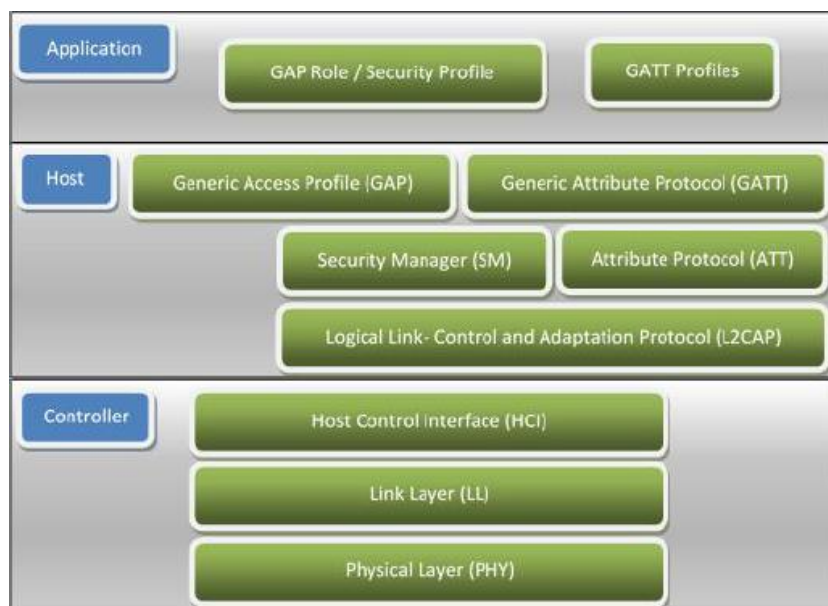 Application
GAP Role / Security Profile
GATT Profiles
Host
Generic Access Profile (GAP)
Generic Attribute Protocol (GATT)
Security Manager (SM)
Attribute Protocol (ATT)
Logical Link- Control and Adaptation Protocol (L2CAP)
Controller
Host Control Interface (HCI)
Link Layer (LL)
Physical Layer (PHY)